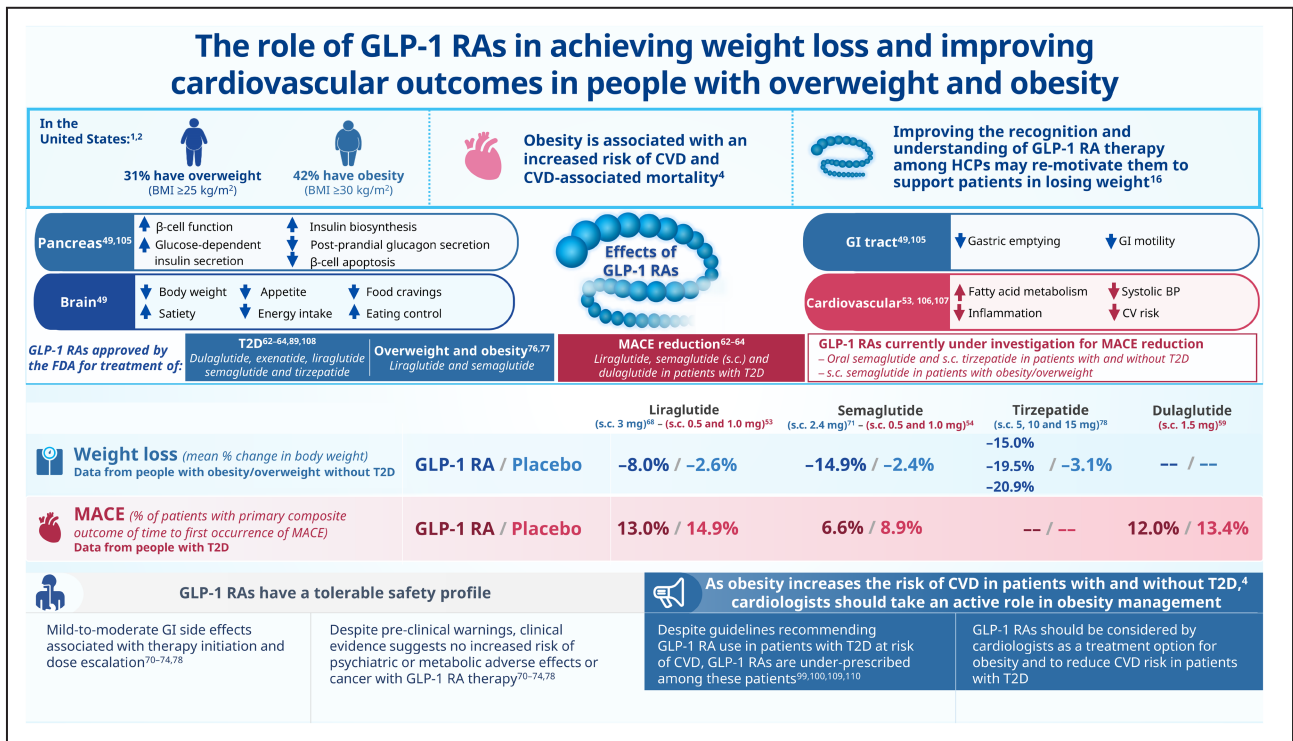 The role of GLP-1 RAs in achieving weight loss and improving
cardiovascular outcomes in people with overweight and obesity
In the
United States:1,2
31% have overweight
(BMI ≥25 kg/m2)
42% have obesity
(BMI ≥30 kg/m2)
Obesity is associated with an
increased risk of CVD and
CVD-associated mortality4
Improving the recognition and
understanding of GLP-1 RA therapy
among HCPs may re-motivate them to
support patients in losing weight16
Pancreas49,105
β-cell function
Glucose-dependent
insulin secretion
Insulin biosynthesis
Post-prandial glucagon secretion
β-cell apoptosis
Brain49
Body weight
Satiety
Appetite
Energy intake
Food cravings
Eating control
Effects of
GLP-1 RAs
GI tract49,105
Gastric emptying
GI motility
Cardiovascular53, 106,107
Fatty acid metabolism
Inflammation
Systolic BP
CV risk
GLP-1 RAs approved by
the FDA for treatment of:
T2D62–64,89,108
Dulaglutide, exenatide, liraglutide
semaglutide and tirzepatide
Overweight and obesity76,77
Liraglutide and semaglutide
MACE reduction62–64
Liraglutide, semaglutide (s.c.) and
dulaglutide in patients with T2D
GLP-1 RAs currently under investigation for MACE reduction
– Oral semaglutide and s.c. tirzepatide in patients with and without T2D
– s.c. semaglutide in patients with obesity/overweight
Liraglutide
(s.c. 3 mg)68 – (s.c. 0.5 and 1.0 mg)53
Semaglutide
(s.c. 2.4 mg)71 – (s.c. 0.5 and 1.0 mg)54
Tirzepatide
(s.c. 5, 10 and 15 mg)78
Dulaglutide
(s.c. 1.5 mg)59
Weight loss (mean % change in body weight)
Data from people with obesity/overweight without T2D
GLP-1 RA / Placebo
–8.0% / –2.6%
–14.9% / –2.4%
–15.0%
–19.5% / –3.1%
–20.9%
–– / ––
MACE (% of patients with primary composite
outcome of time to first occurrence of MACE)
Data from people with T2D
GLP-1 RA / Placebo
13.0% / 14.9%
6.6% / 8.9%
–– / ––
12.0% / 13.4%
GLP-1 RAs have a tolerable safety profile
Mild-to-moderate GI side effects
associated with therapy initiation and
dose escalation70–74,78
Despite pre-clinical warnings, clinical
evidence suggests no increased risk of
psychiatric or metabolic adverse effects or
cancer with GLP-1 RA therapy70–74,78
As obesity increases the risk of CVD in patients with and without T2D,4
cardiologists should take an active role in obesity management
Despite guidelines recommending
GLP-1 RA use in patients with T2D at risk
of CVD, GLP-1 RAs are under-prescribed
among these patients99,100,109,110
GLP-1 RAs should be considered by
cardiologists as a treatment option for
obesity and to reduce CVD risk in patients
with T2D